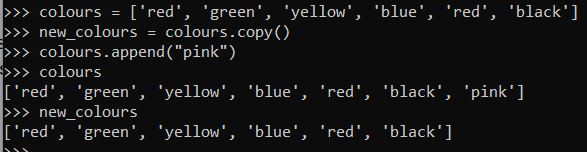 >>> colours = ['red', 'green', 'yellow', 'blue', 'red', 'black']
>>> new_colours = colours.copy()
>>> colours.append("pink")
>>> colours
['red', 'green', 'yellow', 'blue', 'red', 'black', 'pink']
>>> new_colours
['red', 'green', 'yellow', 'blue', 'red', 'black']
>>>